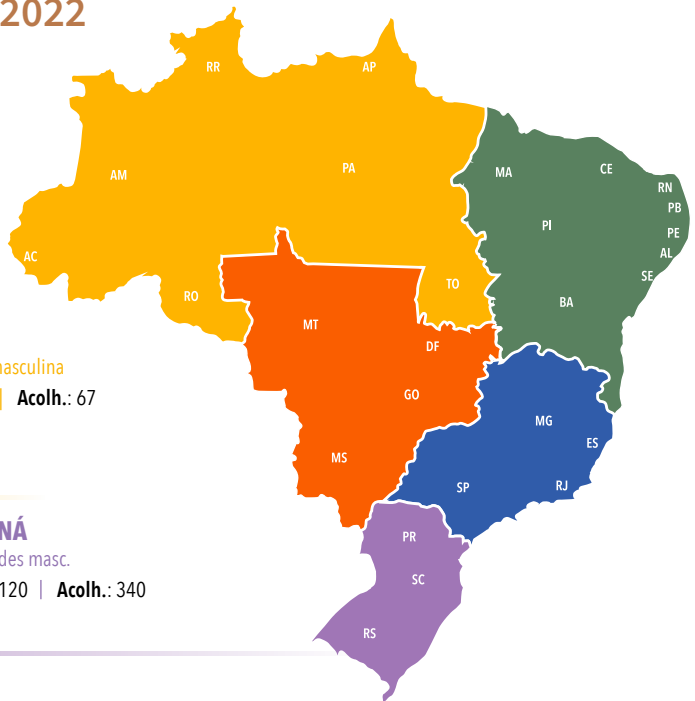 2022
RR
AP
AM
PA
MA
CE
RN
PB
PE
PI
AL
AC
SE
TO
RO
BA
MT
DF
GO
MG
ES
MS
SP
RJ
masculina
| Acolh.: 67
NÁ
des masc.
120 | Acolh.: 340
PR
SC
RS